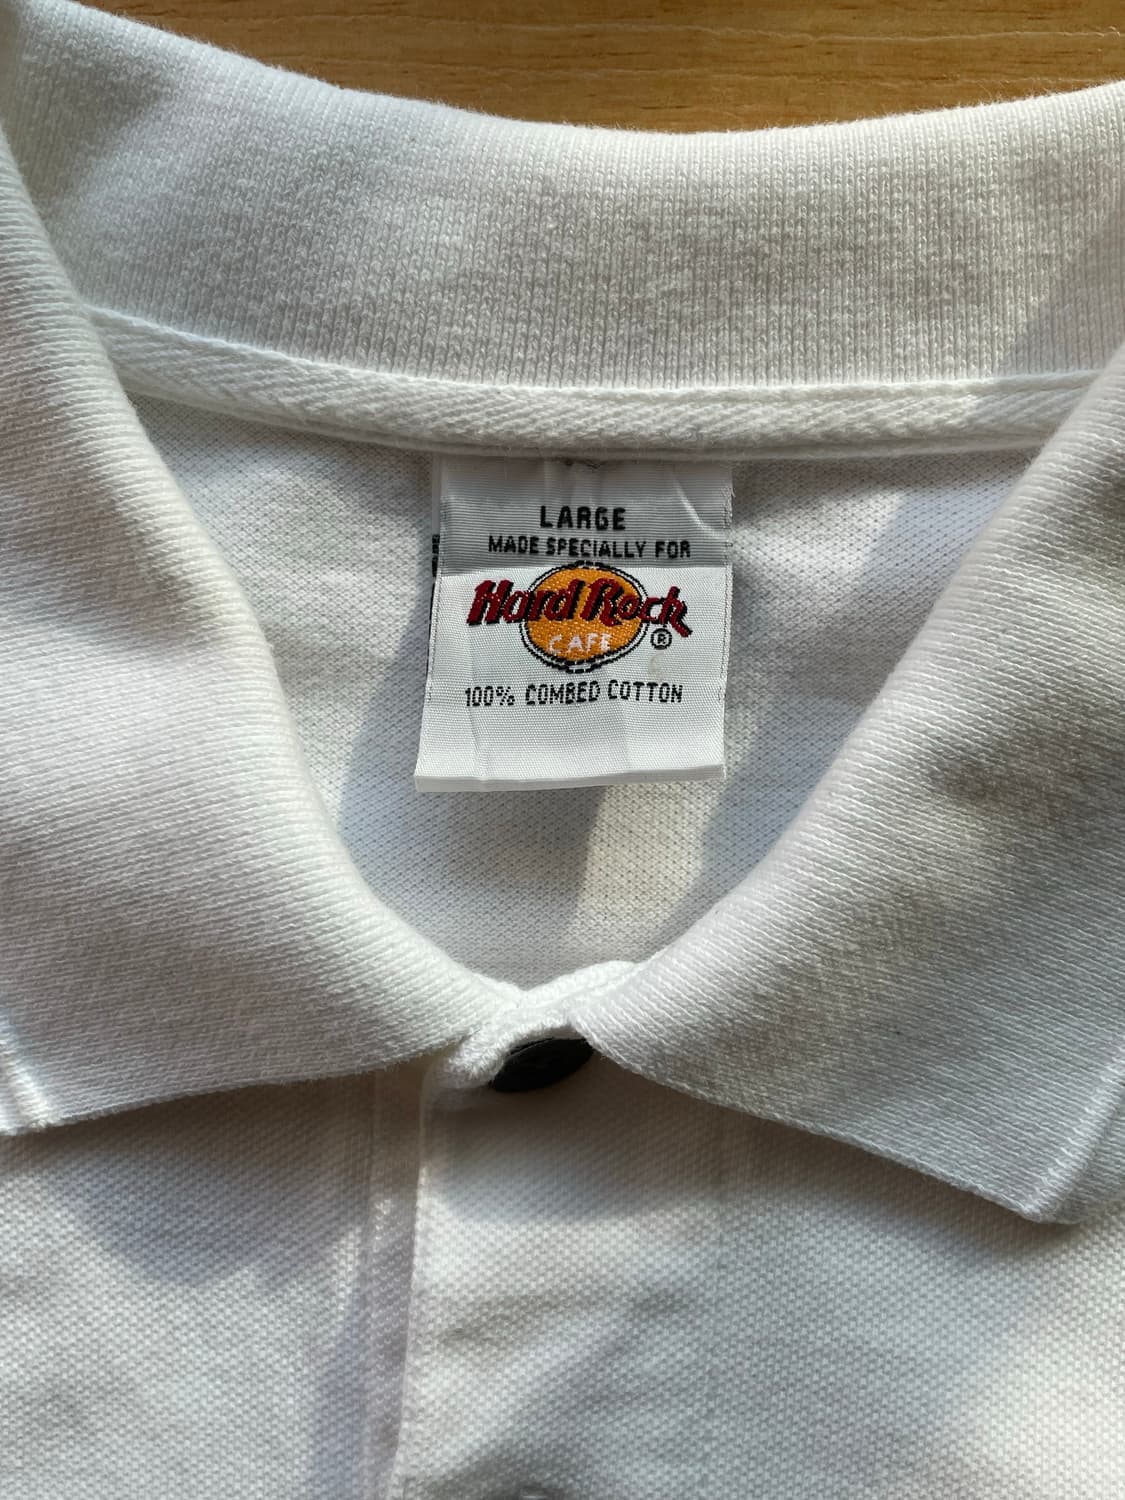 LARGE
MADE SPECIALLY FOR
Hard Rock
CAFE ®
100% COMBED COTTON